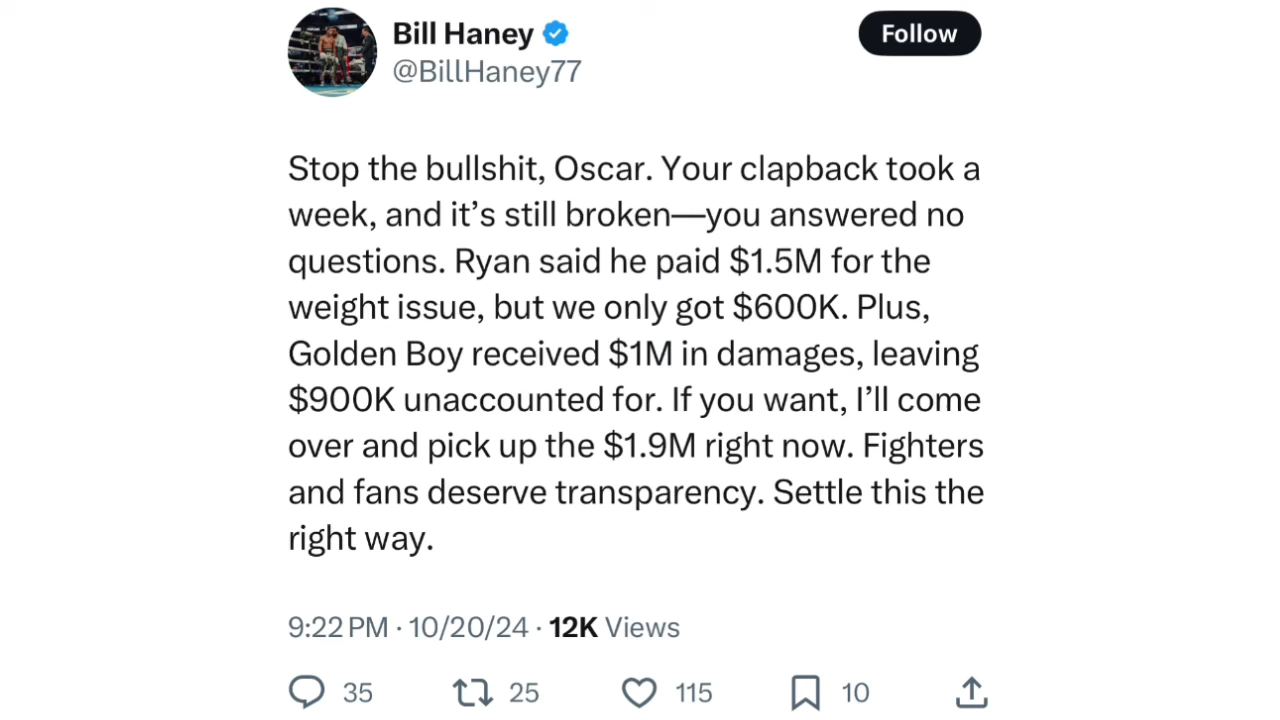 Bill Haney
@BillHaney77
Follow
Stop the bullshit, Oscar. Your clapback took a
week, and it’s still broken—you answered no
questions. Ryan said he paid $1.5M for the
weight issue, but we only got $600K. Plus,
Golden Boy received $1M in damages, leaving
$900K unaccounted for. If you want, I’ll come
over and pick up the $1.9M right now. Fighters
and fans deserve transparency. Settle this the
right way.
9:22 PM · 10/20/24 · 12K Views
35 25 115 10